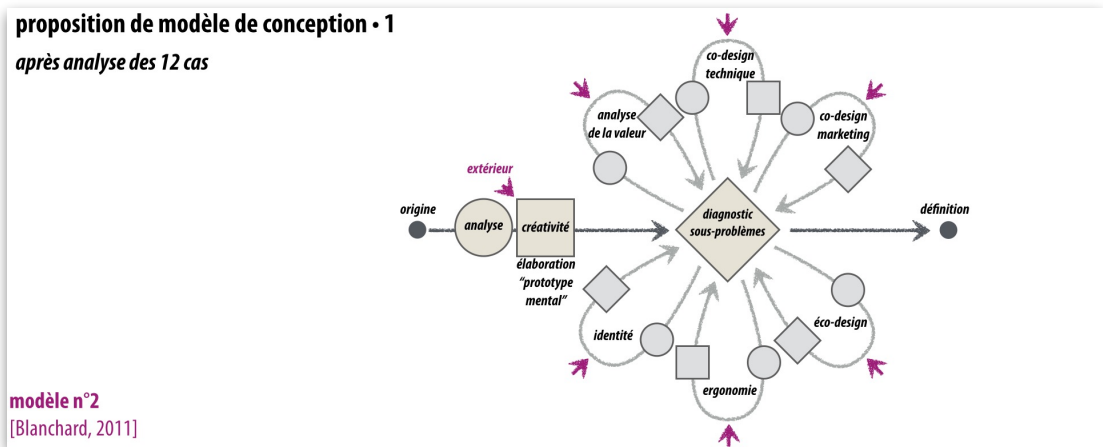 proposition de modèle de conception • 1
après analyse des 12 cas
co-design
technique
analyse
de la valeur
co-design
marketing
extérieur
origine
analyse
créativité
diagnostic
sous-problèmes
définition
élaboration
“prototype
mental”
identité
éco-design
ergonomie
modèle n°2
[Blanchard, 2011]